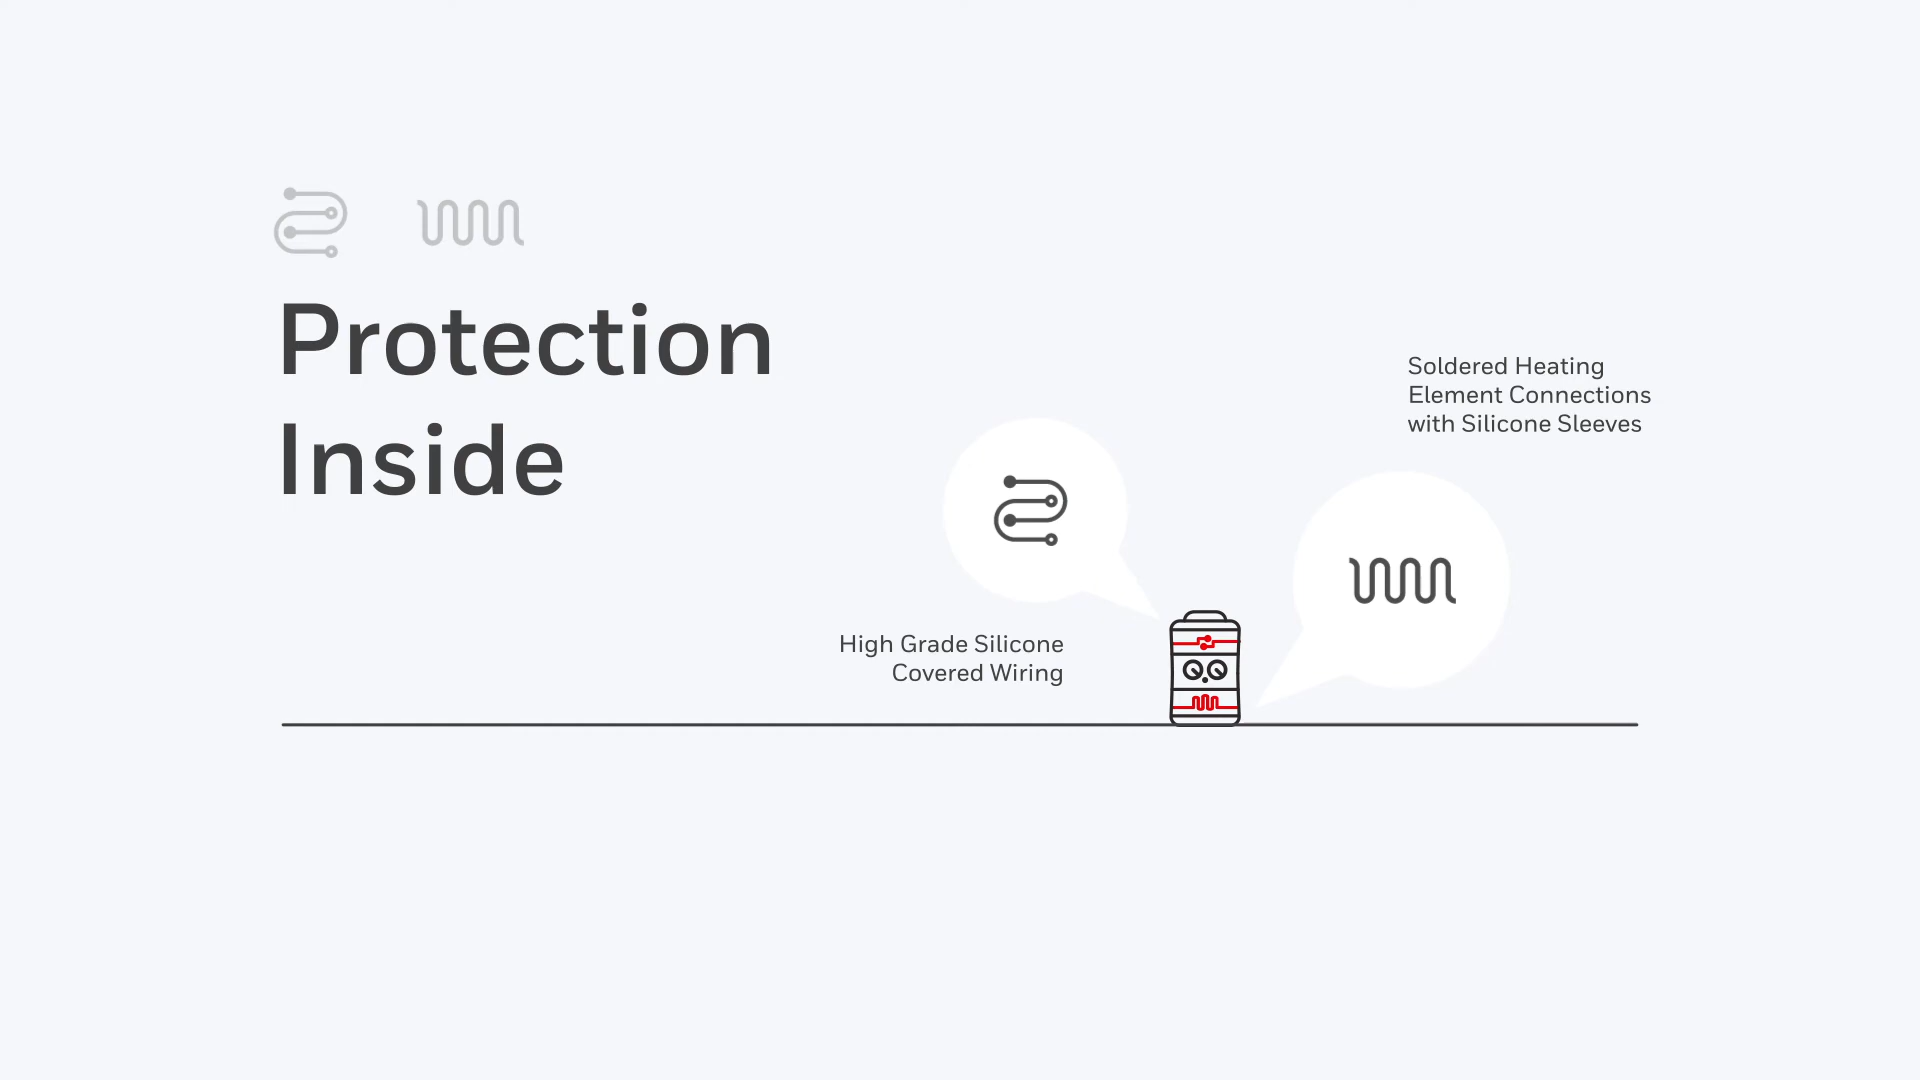 Protection
Inside
Soldered Heating
Element Connections
with Silicone Sleeves
High Grade Silicone
Covered Wiring